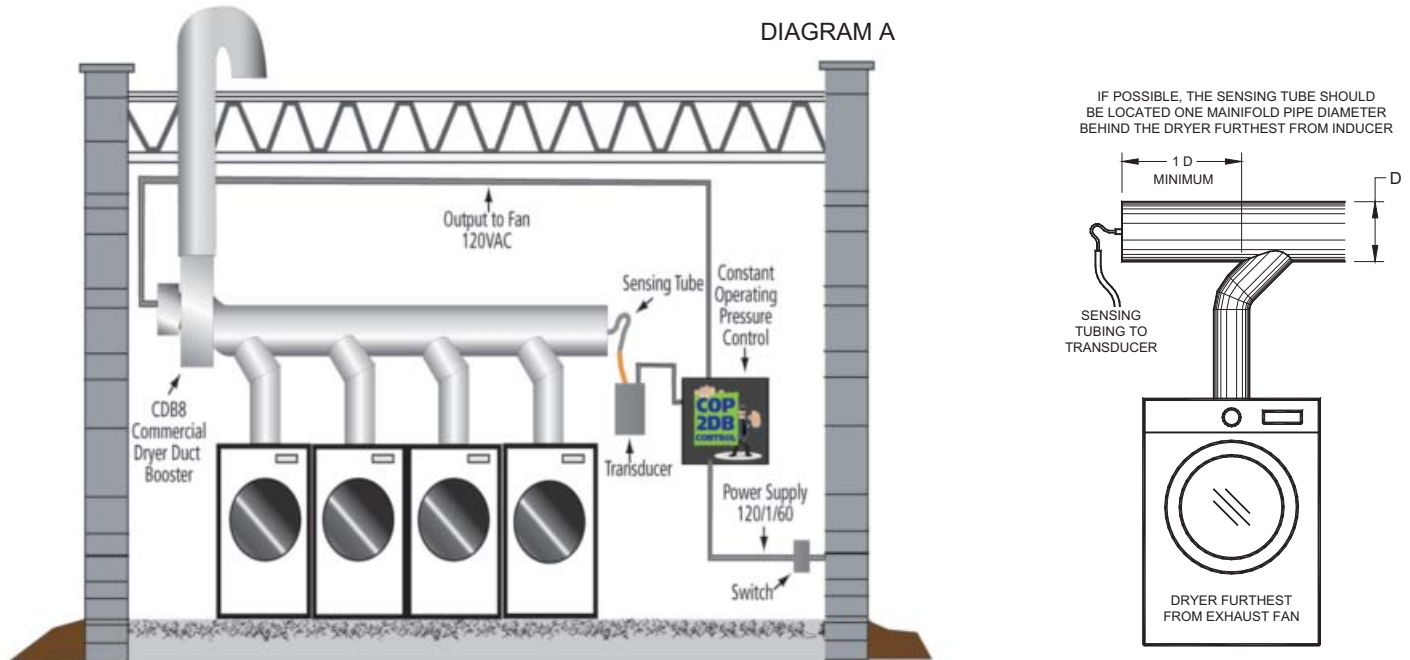 DIAGRAM A
Output to Fan
120VAC
Sensing Tube
Constant
Operating
Pressure
Control
COP
2DB
CONTROL
CDB8
Commercial
Dryer Duct
Booster
Transducer
Power Supply
120/1/60
Switch
IF POSSIBLE, THE SENSING TUBE SHOULD
BE LOCATED ONE MAINIFOLD PIPE DIAMETER
BEHIND THE DRYER FURTHEST FROM INDUCER
1 D
MINIMUM
D
SENSING
TUBING TO
TRANSDUCER
DRYER FURTHEST
FROM EXHAUST FAN